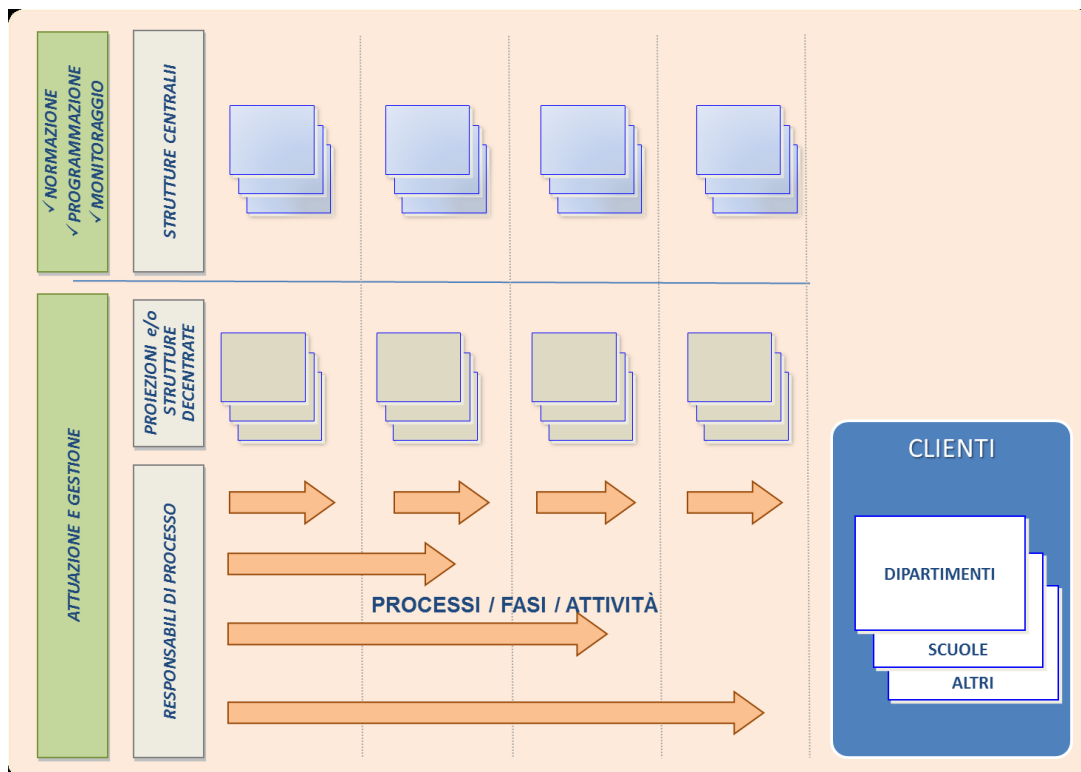 ✓ NORMAZIONE
✓ PROGRAMMAZIONE
✓ MONITORAGGIO
STRUTTURE CENTRALII
ATTUAZIONE E GESTIONE
PROIEZIONI e/o
STRUTTURE
DECENTRATE
RESPONSABILI DI PROCESSO
PROCESSI / FASI / ATTIVITÀ
CLIENTI
DIPARTIMENTI
SCUOLE
ALTRI